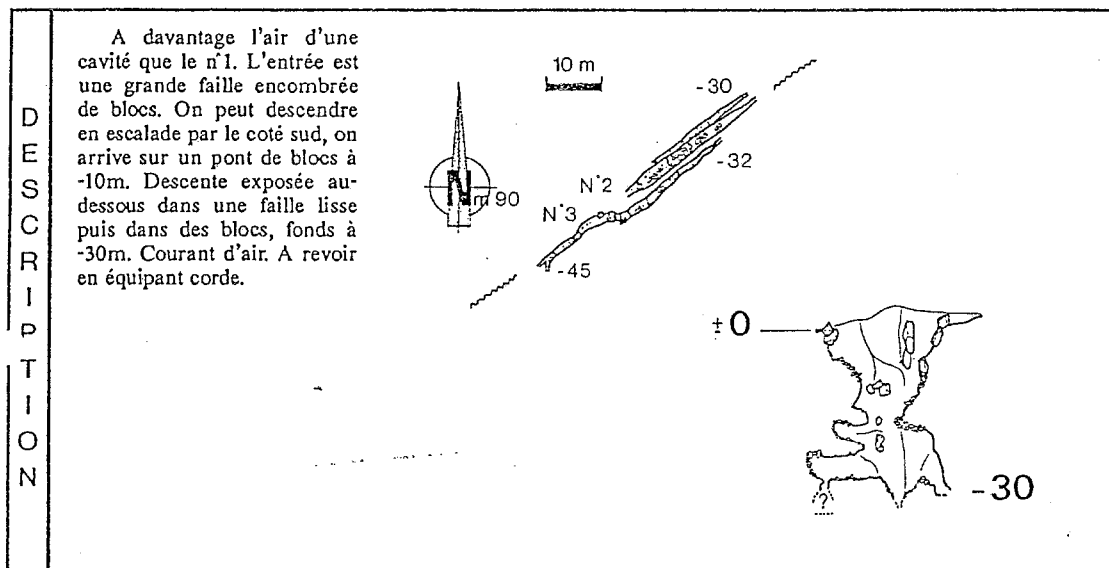 DESCRIPTION
A davantage l'air d'une
cavité que le n°1. L'entrée est
une grande faille encombrée
de blocs. On peut descendre
en escalade par le coté sud, on
arrive sur un pont de blocs à
-10m. Descente exposée au-
dessous dans une faille lisse
puis dans des blocs, fonds à
-30m. Courant d'air. A revoir
en équipant corde.
N
m 90
10 m
-30
-32
N°2
N°3
-45
±0
-30
?